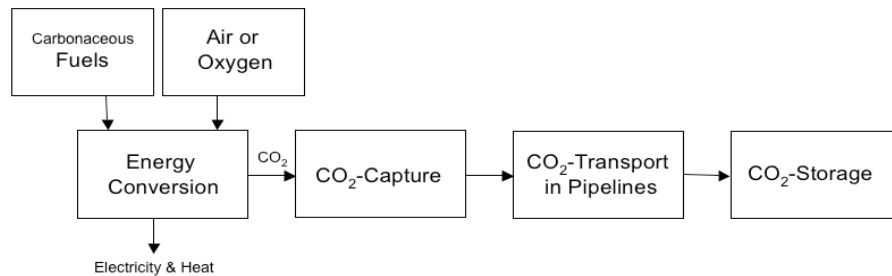 Carbonaceous
Fuels
Air or
Oxygen
Energy
Conversion
CO₂
CO₂-Capture
CO₂-Transport
in Pipelines
CO₂-Storage
Electricity & Heat